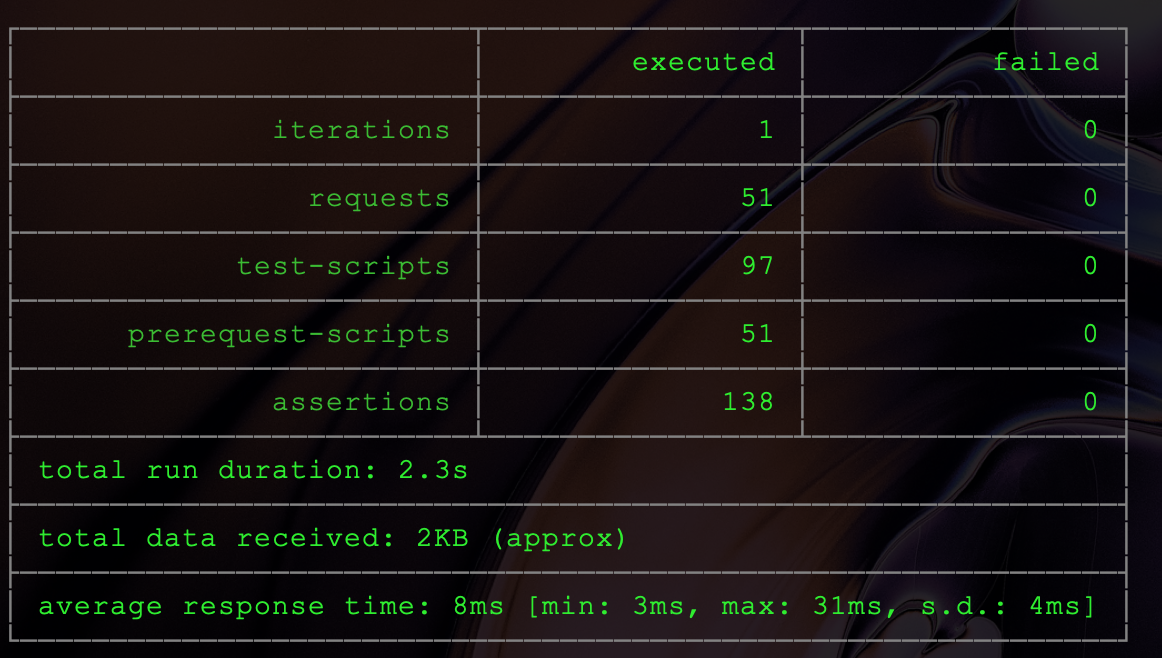 executed failed
iterations 1 0
requests 51 0
test-scripts 97 0
prerequest-scripts 51 0
assertions 138 0
total run duration: 2.3s
total data received: 2KB (approx)
average response time: 8ms [min: 3ms, max: 31ms, s.d.: 4ms]